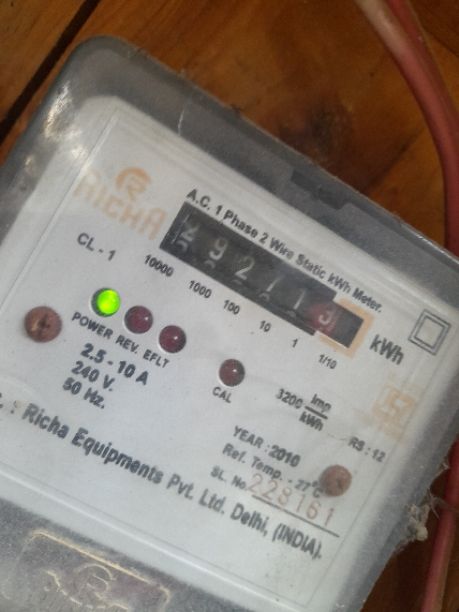 RICHA
A.C. 1 Phase 2 Wire Static kWh Meter.
CL - 1
10000 1000 100 10 1 1/10
kWh
POWER REV. EFLT
CAL
2.5 - 10 A
240 V.
50 Hz.
3200 Imp/kWh
YEAR : 2010
RS : 12
Ref. Temp. - 27°C
SL. No. 228161
: Richa Equipments Pvt. Ltd. Delhi, (INDIA).